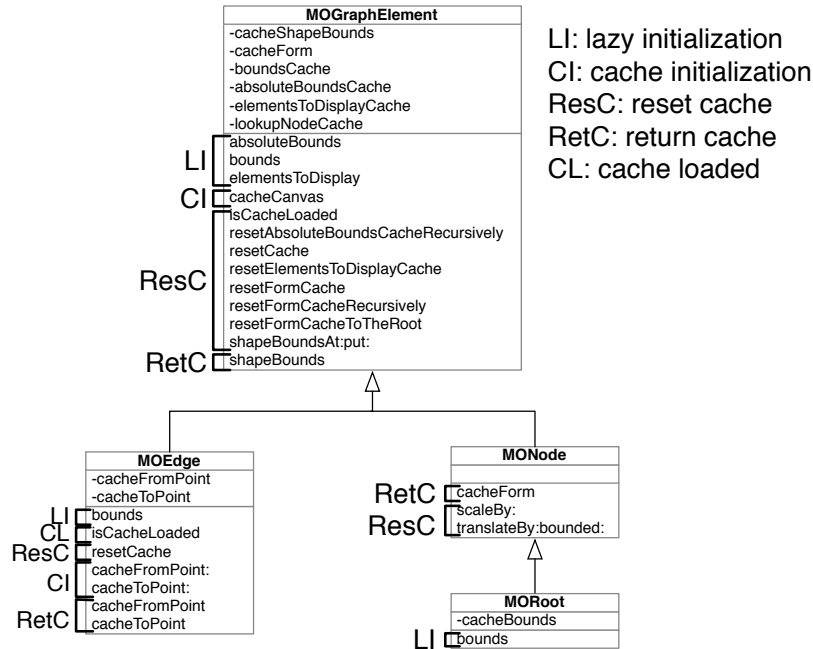 MOGraphElement
-cacheShapeBounds
-cacheForm
-boundsCache
-absoluteBoundsCache
-elementsToDisplayCache
-lookupNodeCache
LI
absoluteBounds
bounds
elementsToDisplay
CI
cacheCanvas
ResC
isCacheLoaded
resetAbsoluteBoundsCacheRecursively
resetCache
resetElementsToDisplayCache
resetFormCache
resetFormCacheRecursively
resetFormCacheToTheRoot
shapeBoundsAt:put:
RetC
shapeBounds
LI: lazy initialization
CI: cache initialization
ResC: reset cache
RetC: return cache
CL: cache loaded
MOEdge
-cacheFromPoint
-cacheToPoint
LI
bounds
CL
isCacheLoaded
ResC
resetCache
CI
cacheFromPoint:
cacheToPoint:
RetC
cacheFromPoint
cacheToPoint
MONode
RetC
cacheForm
ResC
scaleBy:
translateBy:bounded:
MORoot
-cacheBounds
LI
bounds